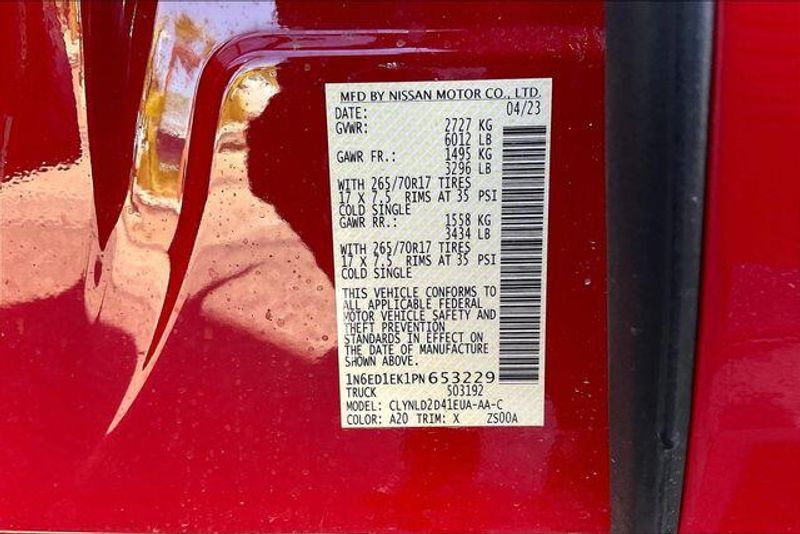 MFD BY NISSAN MOTOR CO., LTD.
DATE: 04/23
GVWR: 2727 KG
6012 LB
GAWR FR.: 1495 KG
3296 LB
WITH 265/70R17 TIRES
17 X 7.5 RIMS AT 35 PSI
COLD SINGLE
GAWR RR.: 1558 KG
3434 LB
WITH 265/70R17 TIRES
17 X 7.5 RIMS AT 35 PSI
COLD SINGLE
THIS VEHICLE CONFORMS TO
ALL APPLICABLE FEDERAL
MOTOR VEHICLE SAFETY AND
THEFT PREVENTION
STANDARDS IN EFFECT ON
THE DATE OF MANUFACTURE
SHOWN ABOVE.
1N6ED1EK1PN 653229
TRUCK 503192
MODEL: CLYNLD2D41EUA-AA-C
COLOR: A20 TRIM: X ZS00A